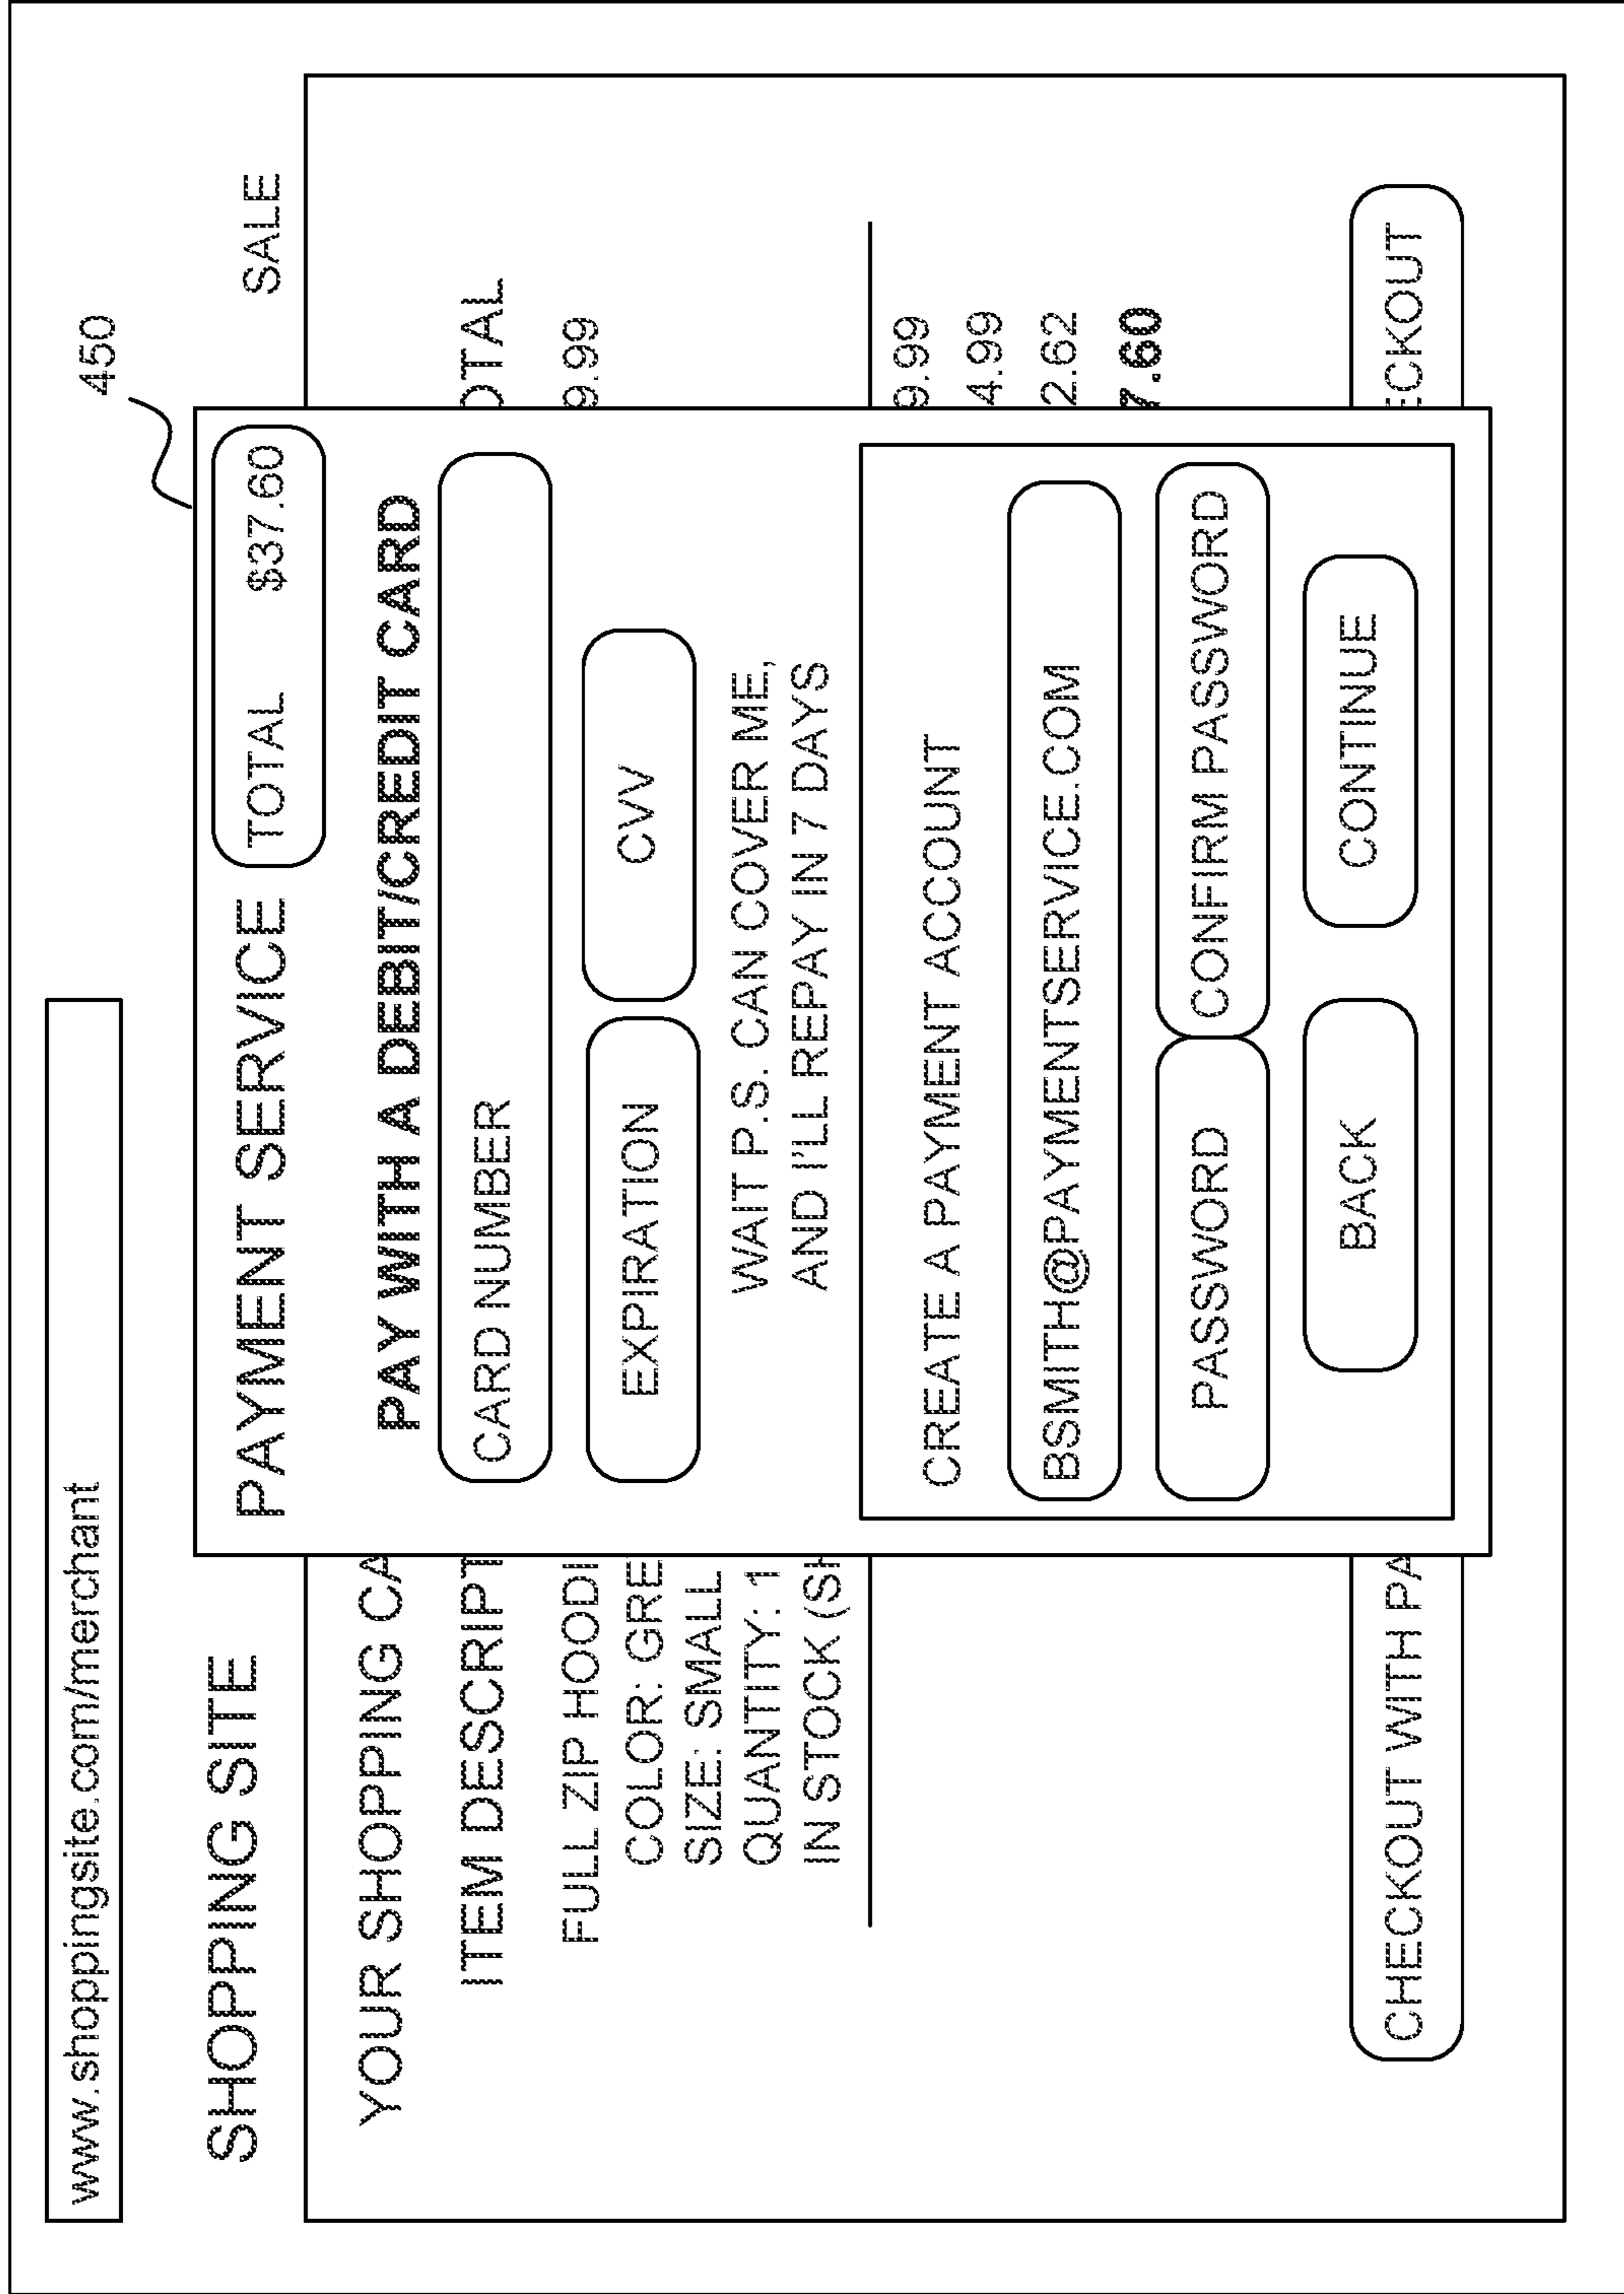 450
www.shoppingsite.com/merchant
SHOPPING SITE
SALE
PAYMENT SERVICE TOTAL $37.60
YOUR SHOPPING CA
PAY WITH A DEBIT/CREDIT CARD
ITEM DESCRIPT
OTAL
CARD NUMBER
FULL ZIP HOODI
9.99
COLOR: GRE
EXPIRATION CVV
SIZE: SMALL
QUANTITY: 1
WAIT P.S. CAN COVER ME,
AND I'LL REPAY IN 7 DAYS
IN STOCK (SH
9.99
CREATE A PAYMENT ACCOUNT
4.99
BSMITH@PAYMENTSERVICE.COM
2.62
7.60
PASSWORD CONFIRM PASSWORD
BACK CONTINUE
CHECKOUT WITH PA
ECKOUT